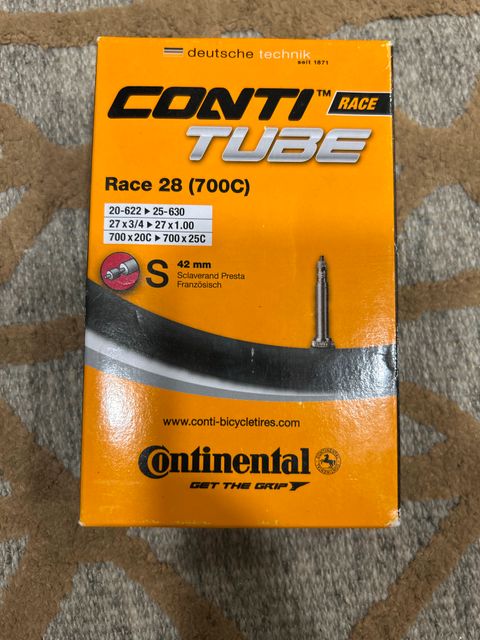 deutsche technik
seit 1871
CONTI™ RACE
TUBE
Race 28 (700C)
20-622 ▶ 25-630
27 x 3/4 ▶ 27 x 1.00
700 x 20C ▶ 700 x 25C
S
42 mm
Sclaverand Presta
Französisch
www.conti-bicycletires.com
Continental
GET THE GRIP